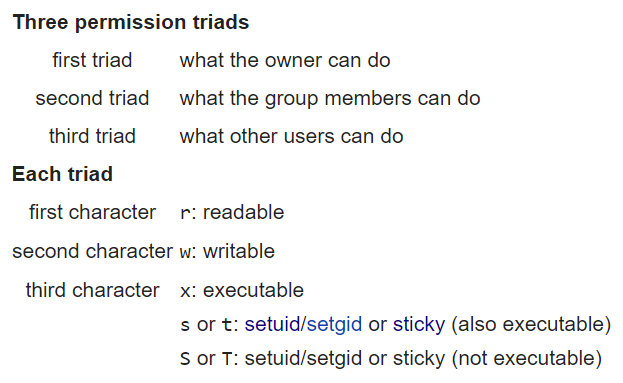 Three permission triads
first triad what the owner can do
second triad what the group members can do
third triad what other users can do
Each triad
first character r: readable
second character w: writable
third character x: executable
s or t: setuid/setgid or sticky (also executable)
S or T: setuid/setgid or sticky (not executable)